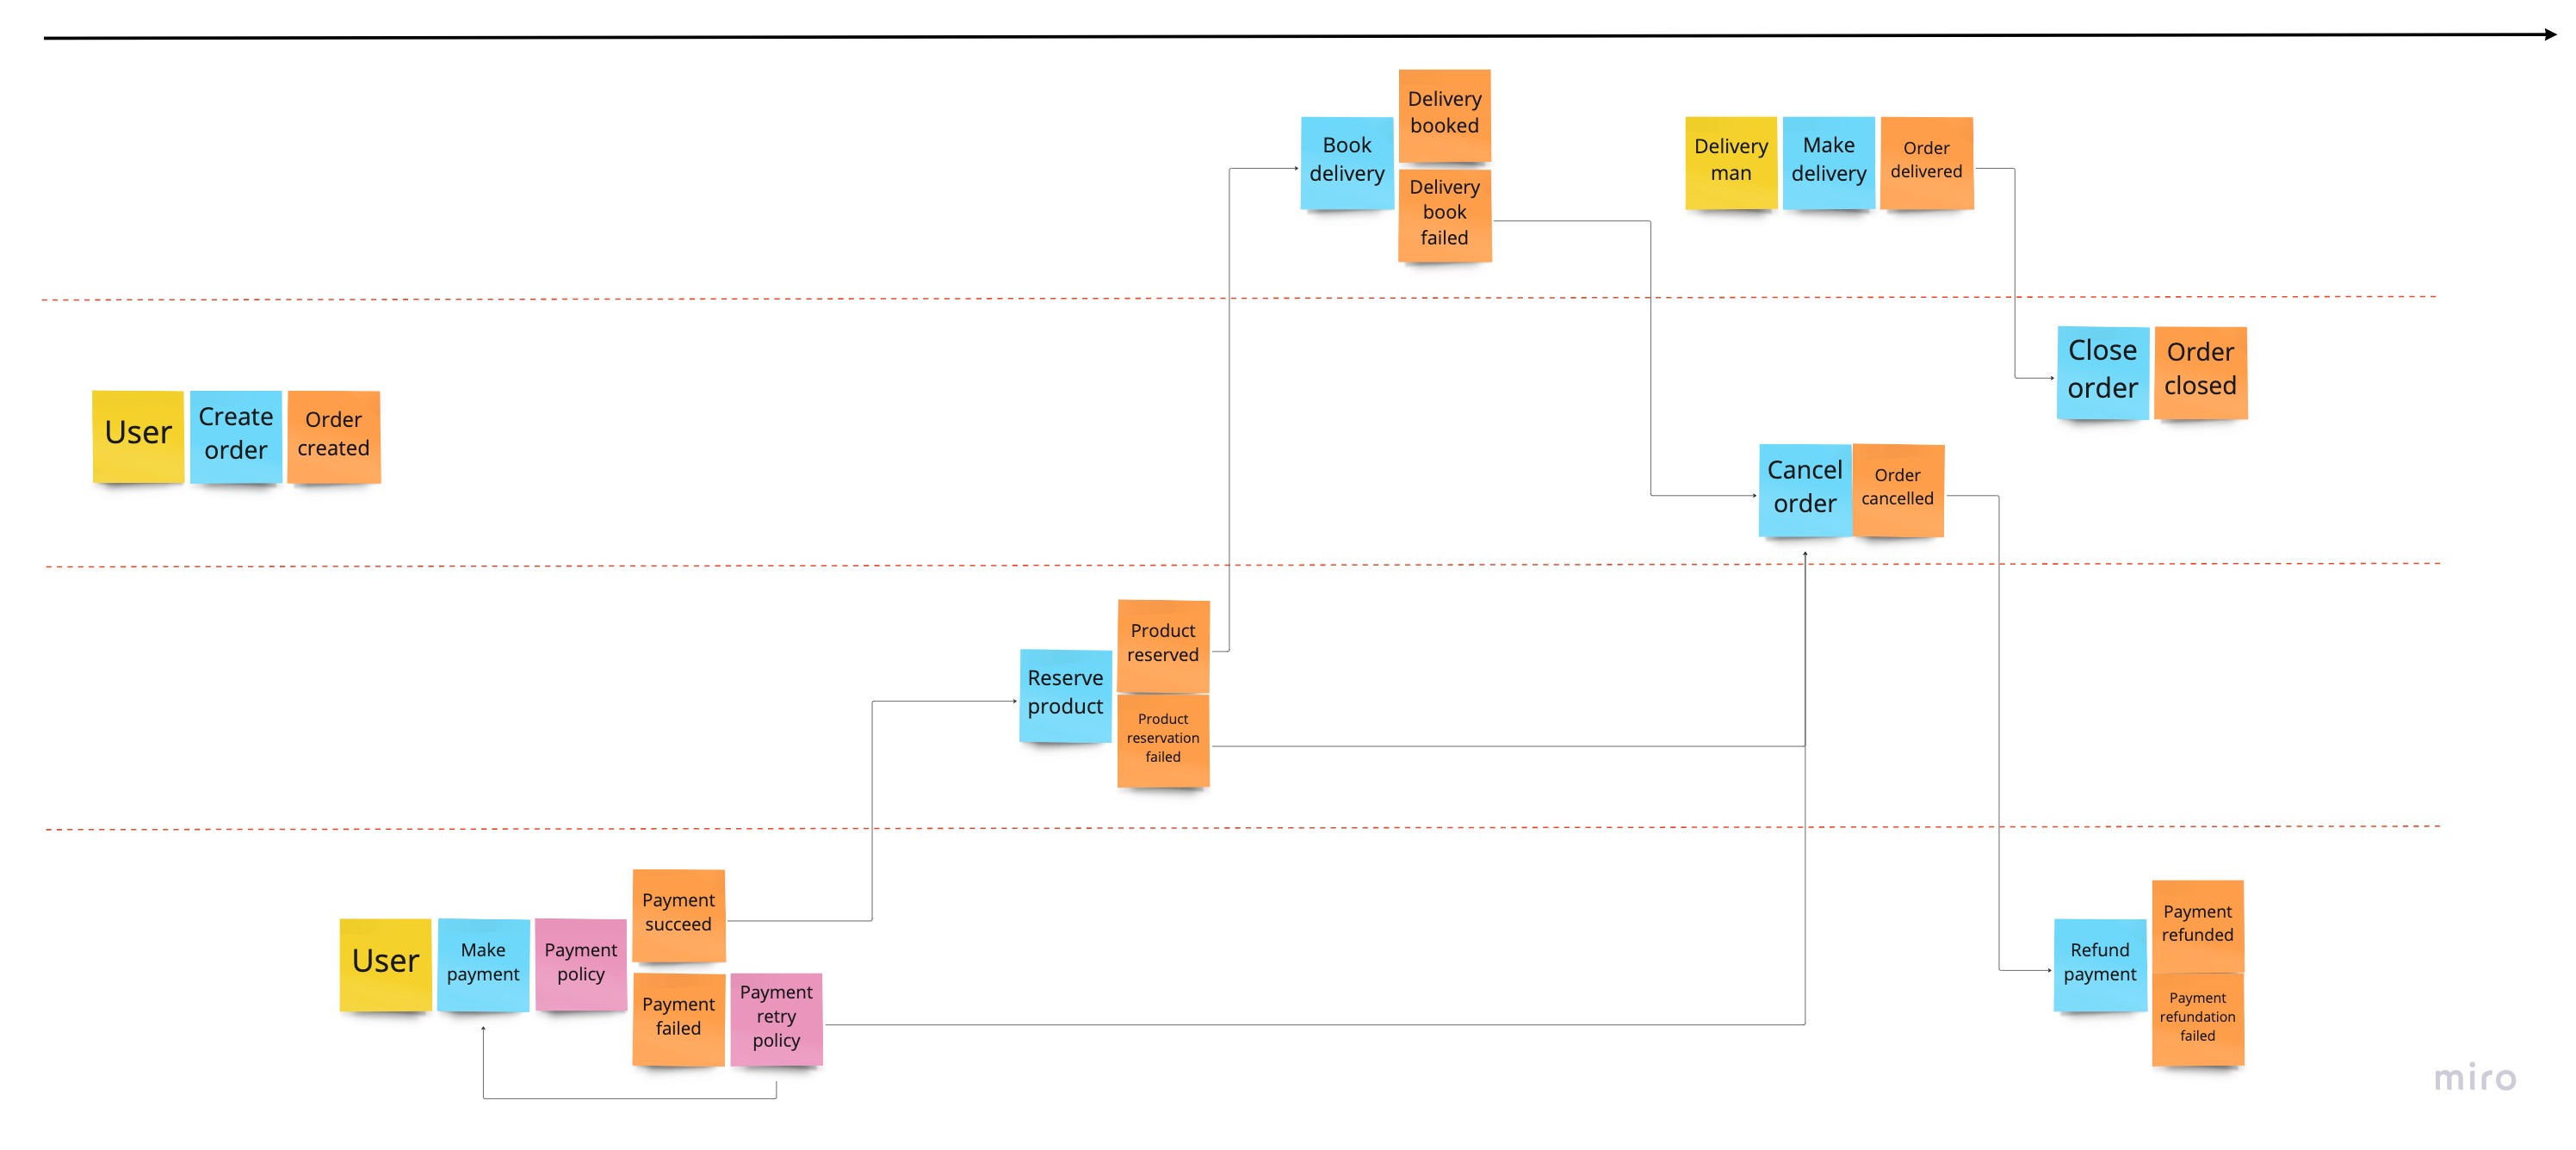 Delivery
booked
Book
delivery
Delivery
book
failed
Delivery
man
Make
delivery
Order
delivered
Close
order
Order
closed
User
Create
order
Order
created
Cancel
order
Order
cancelled
Product
reserved
Reserve
product
Product
reservation
failed
Payment
succeed
User
Make
payment
Payment
policy
Payment
failed
Payment
retry
policy
Payment
refunded
Refund
payment
Payment
refundation
failed
miro